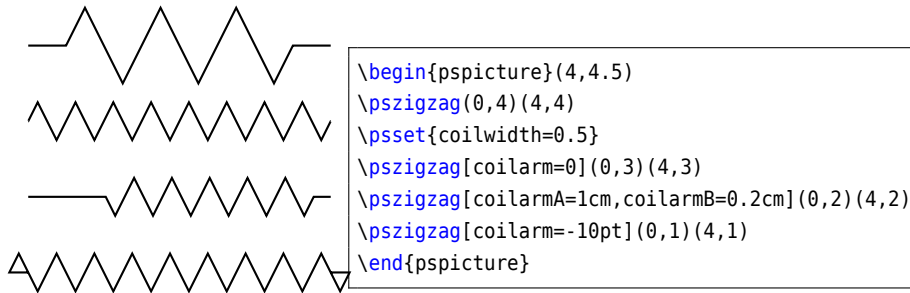 \begin{pspicture}(4,4.5)
\pszigzag(0,4)(4,4)
\psset{coilwidth=0.5}
\pszigzag[coilarm=0](0,3)(4,3)
\pszigzag[coilarmA=1cm,coilarmB=0.2cm](0,2)(4,2)
\pszigzag[coilarm=-10pt](0,1)(4,1)
\end{pspicture}